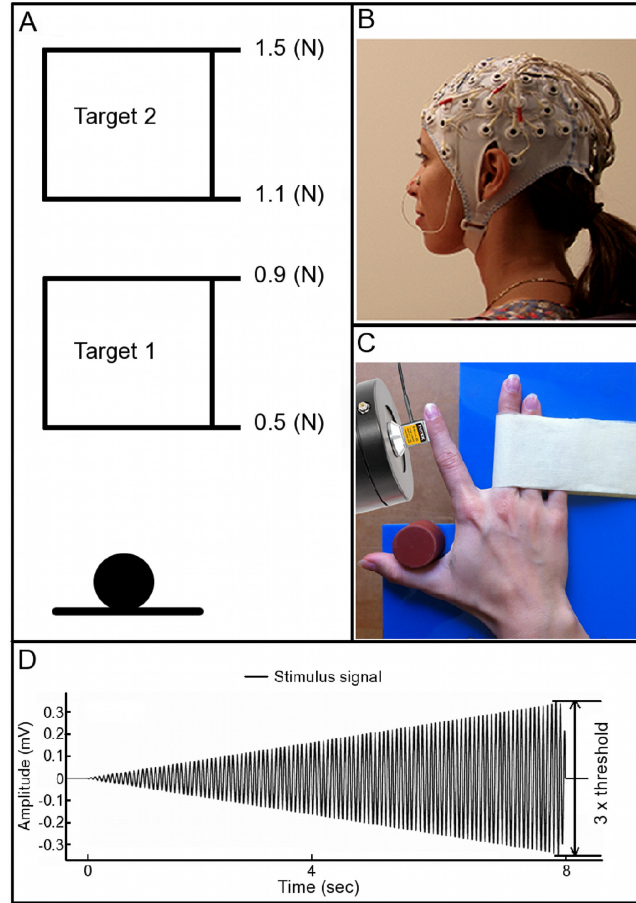 A
1.5 (N)
Target 2
1.1 (N)
0.9 (N)
Target 1
0.5 (N)
B
C
D
Stimulus signal
Amplitude (mV)
0.3
0.2
0.1
0
-0.1
-0.2
-0.3
3 x threshold
0
4
8
Time (sec)